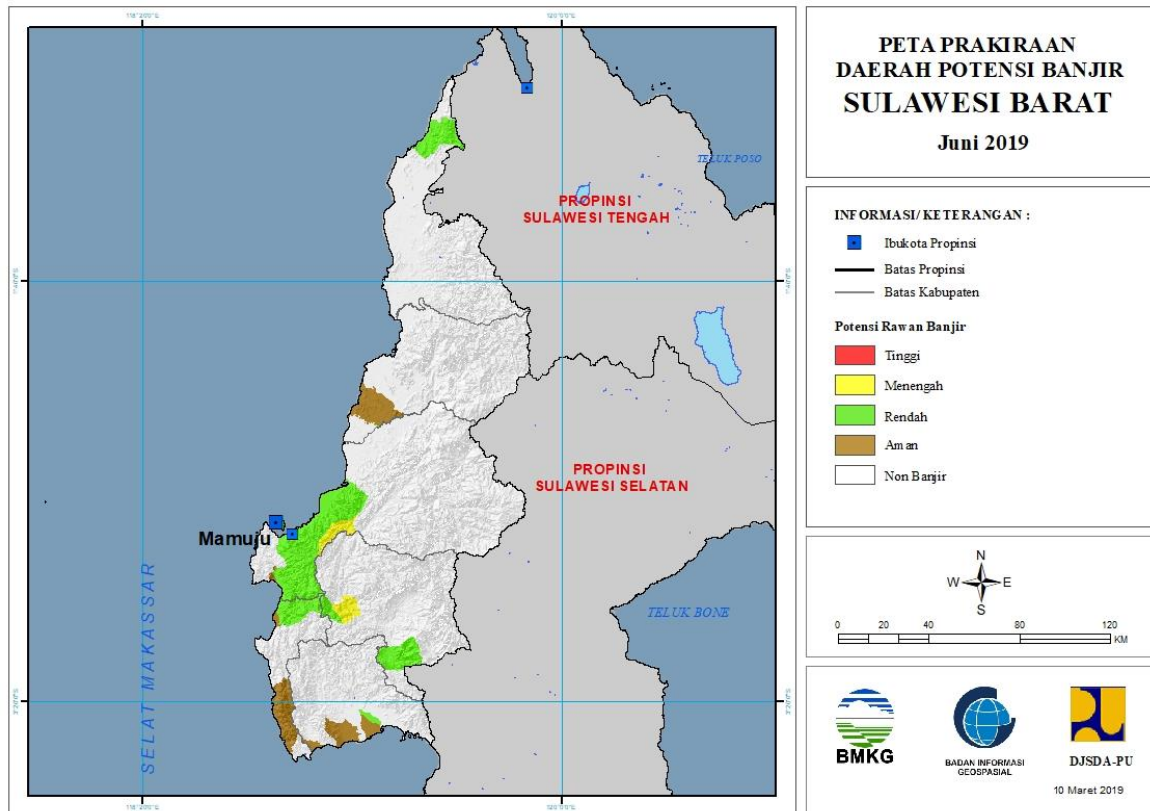 PETA PRAKIRAAN
DAERAH POTENSI BANJIR
SULAWESI BARAT
Juni 2019
TELUK POSO
PROPINSI
SULAWESI TENGAH
PROPINSI
SULAWESI SELATAN
Mamuju
SELAT MAKASSAR
TELUK BONE
INFORMASI/ KETERANGAN :
Ibukota Propinsi
Batas Propinsi
Batas Kabupaten
Potensi Rawan Banjir
Tinggi
Menengah
Rendah
Aman
Non Banjir
N
W E
S
0 20 40 80 120
KM
BMKG
BADAN INFORMASI
GEOSPASIAL
DJSDA-PU
10 Maret 2019